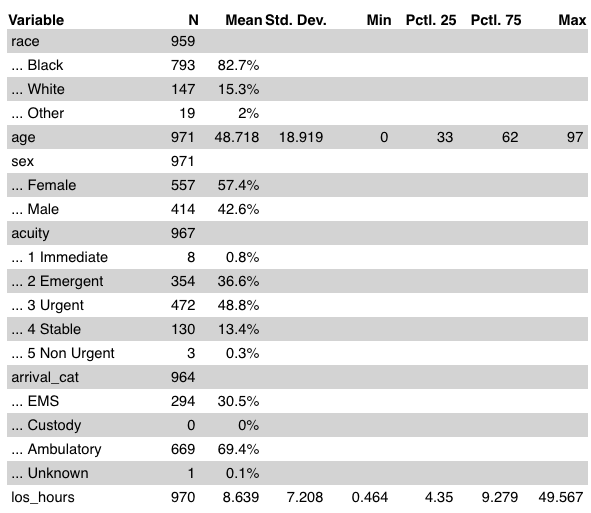 Variable N Mean Std. Dev. Min Pctl. 25 Pctl. 75 Max
race 959
... Black 793 82.7%
... White 147 15.3%
... Other 19 2%
age 971 48.718 18.919 0 33 62 97
sex 971
... Female 557 57.4%
... Male 414 42.6%
acuity 967
... 1 Immediate 8 0.8%
... 2 Emergent 354 36.6%
... 3 Urgent 472 48.8%
... 4 Stable 130 13.4%
... 5 Non Urgent 3 0.3%
arrival_cat 964
... EMS 294 30.5%
... Custody 0 0%
... Ambulatory 669 69.4%
... Unknown 1 0.1%
los_hours 970 8.639 7.208 0.464 4.35 9.279 49.567